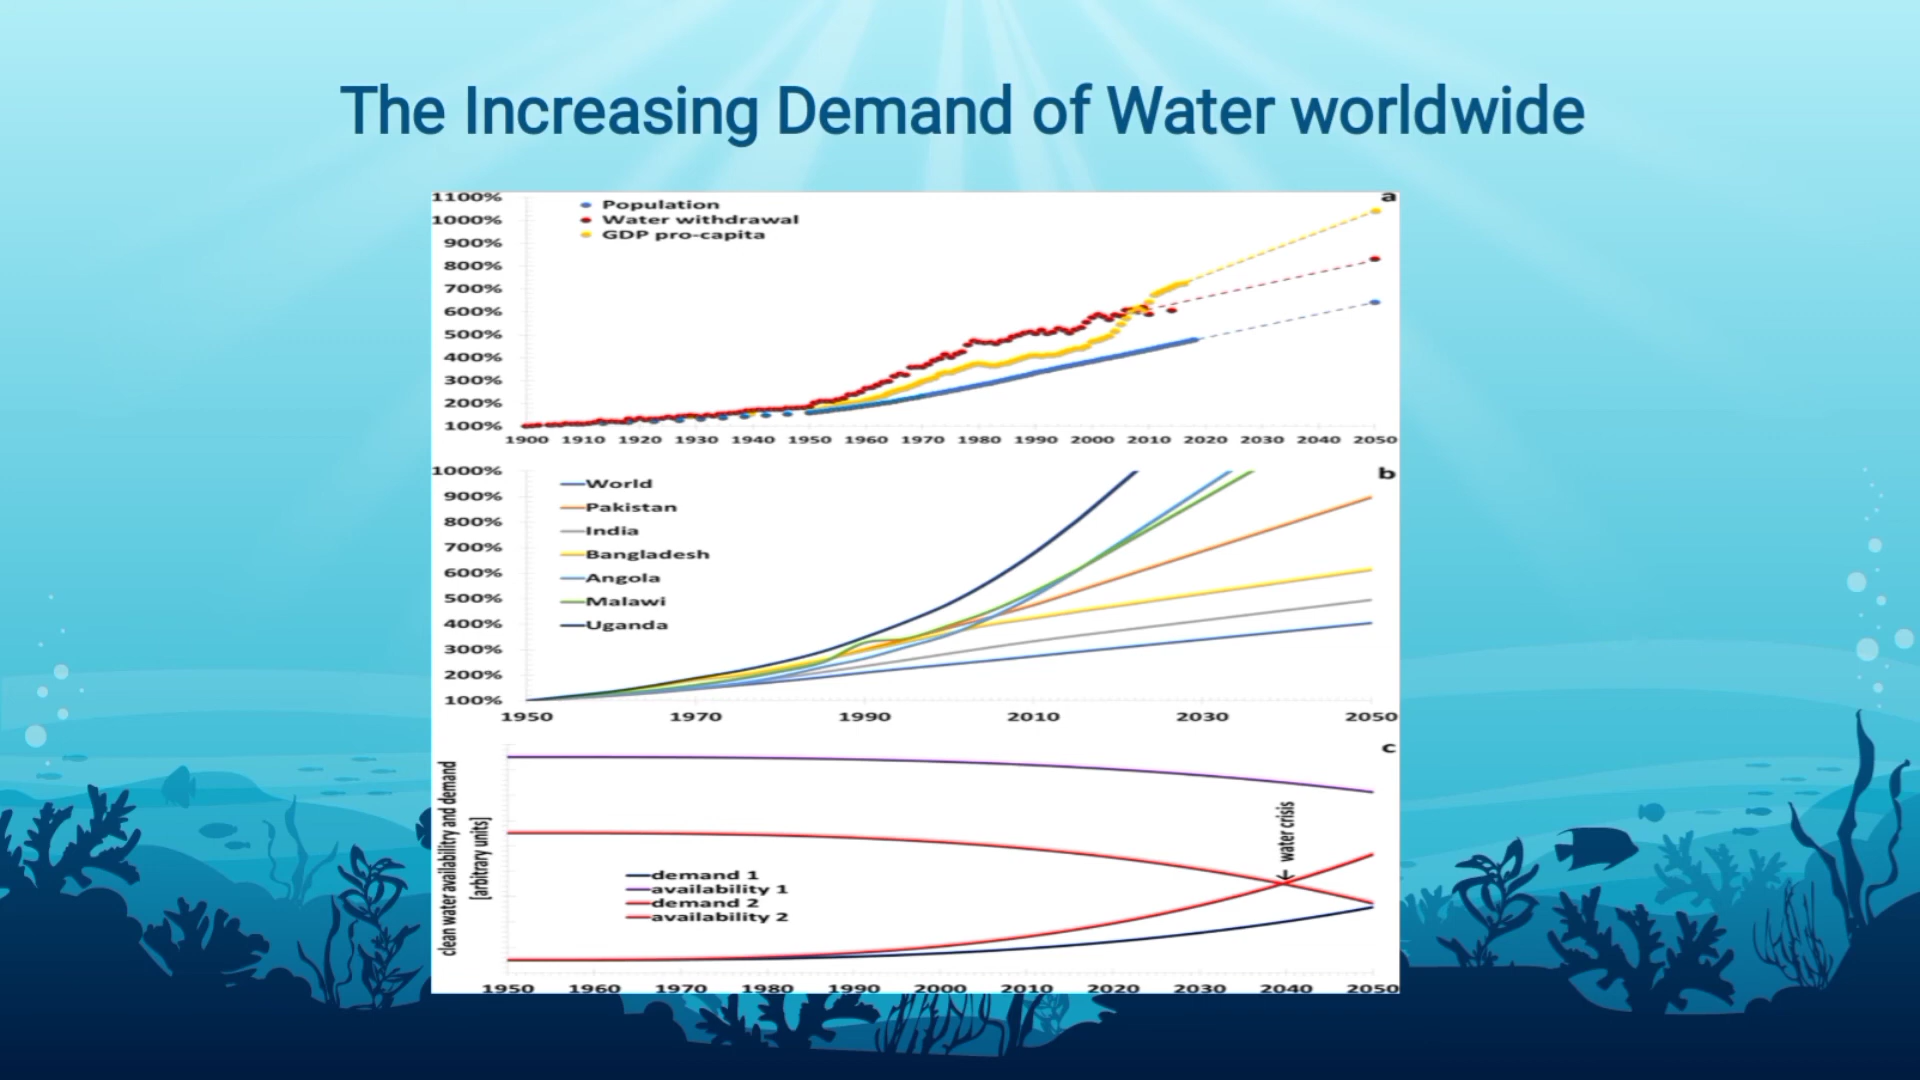 The Increasing Demand of Water worldwide
a
1100%
1000%
900%
800%
700%
600%
500%
400%
300%
200%
100%
Population
Water withdrawal
GDP pro-capita
1900 1910 1920 1930 1940 1950 1960 1970 1980 1990 2000 2010 2020 2030 2040 2050
b
1000%
900%
800%
700%
600%
500%
400%
300%
200%
100%
World
Pakistan
India
Bangladesh
Angola
Malawi
Uganda
1950 1970 1990 2010 2030 2050
c
clean water availability and demand
[arbitrary units]
water crisis
demand 1
availability 1
demand 2
availability 2
1950 1960 1970 1980 1990 2000 2010 2020 2030 2040 2050